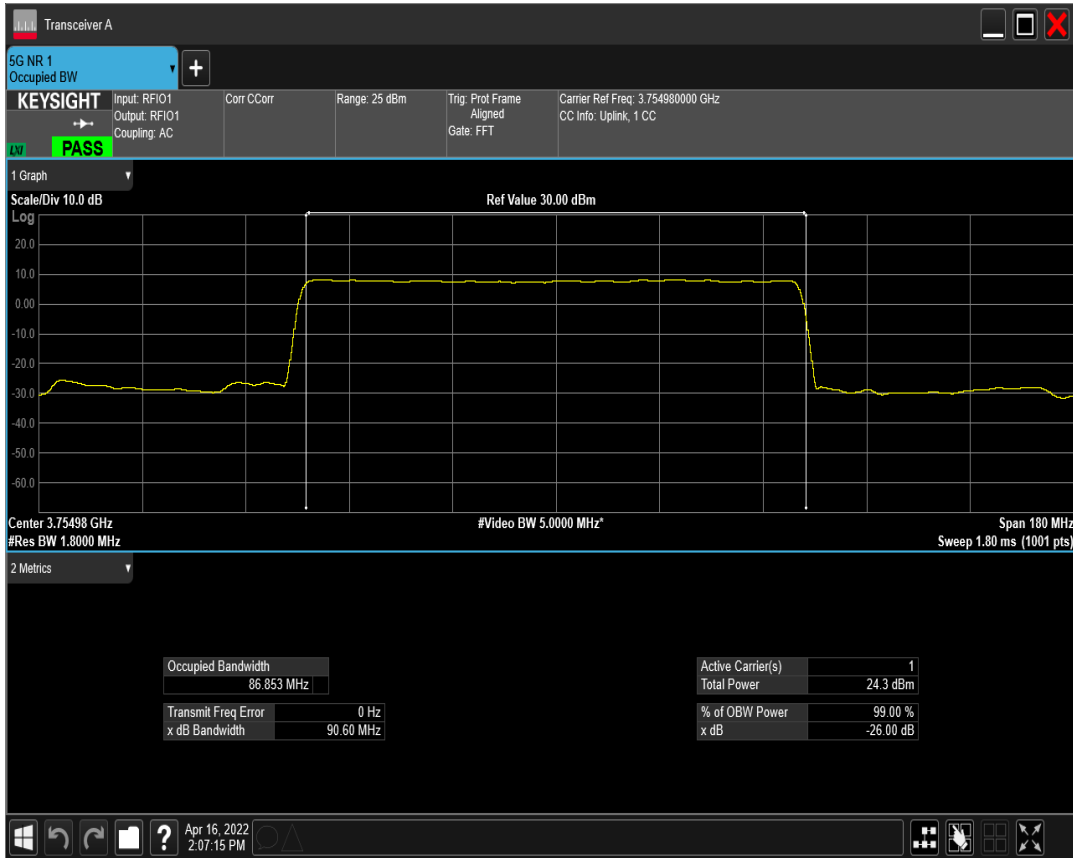 Transceiver A
5G NR 1
Occupied BW
+
KEYSIGHT
LXI
PASS
Input: RFIO1
Output: RFIO1
Coupling: AC
Corr CCorr
Range: 25 dBm
Trig: Prot Frame
Aligned
Gate: FFT
Carrier Ref Freq: 3.754980000 GHz
CC Info: Uplink, 1 CC
1 Graph
Scale/Div 10.0 dB
Ref Value 30.00 dBm
Log
20.0
10.0
0.00
-10.0
-20.0
-30.0
-40.0
-50.0
-60.0
Center 3.75498 GHz
#Video BW 5.0000 MHz*
Span 180 MHz
#Res BW 1.8000 MHz
Sweep 1.80 ms (1001 pts)
2 Metrics
Occupied Bandwidth
86.853 MHz
Transmit Freq Error 0 Hz
x dB Bandwidth 90.60 MHz
Active Carrier(s) 1
Total Power 24.3 dBm
% of OBW Power 99.00 %
x dB -26.00 dB
?
Apr 16, 2022
2:07:15 PM